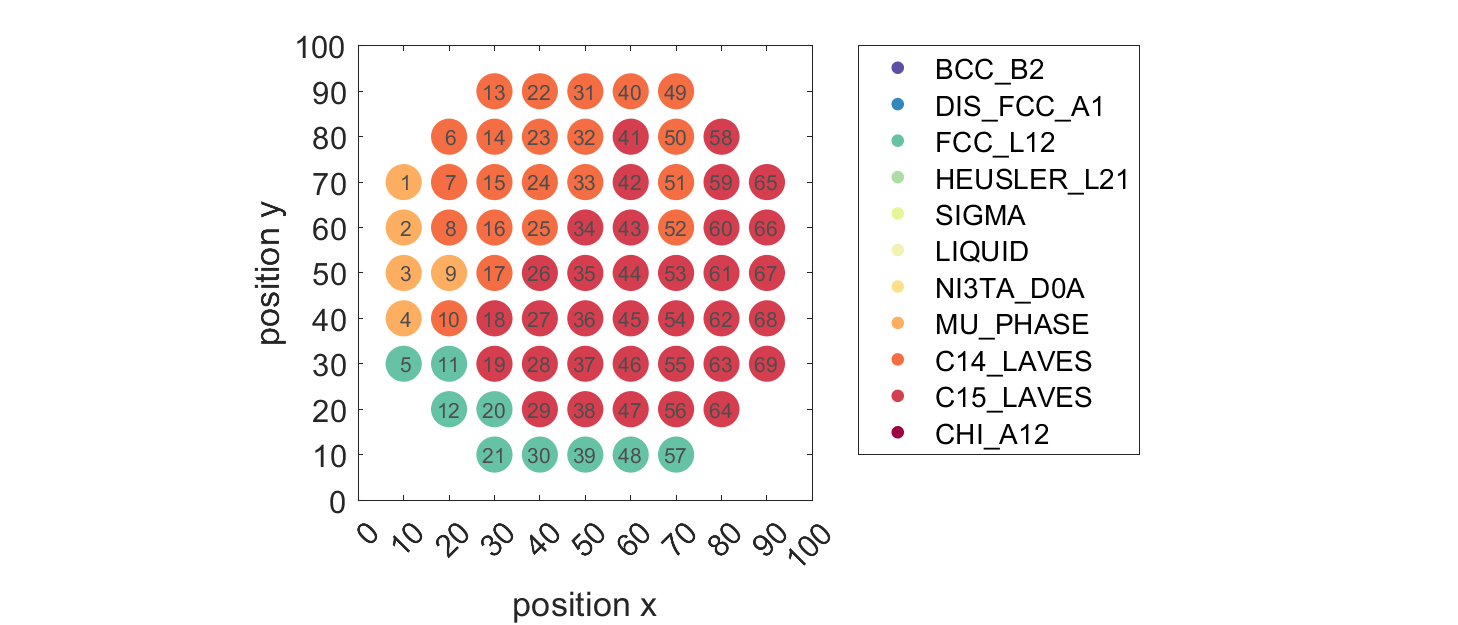 100
90
80
70
60
50
40
30
20
10
0
position y
13 22 31 40 49
6 14 23 32 41 50 58
1 7 15 24 33 42 51 59 65
2 8 16 25 34 43 52 60 66
3 9 17 26 35 44 53 61 67
4 10 18 27 36 45 54 62 68
5 11 19 28 37 46 55 63 69
12 20 29 38 47 56 64
21 30 39 48 57
0 10 20 30 40 50 60 70 80 90 100
position x
BCC_B2
DIS_FCC_A1
FCC_L12
HEUSLER_L21
SIGMA
LIQUID
NI3TA_D0A
MU_PHASE
C14_LAVES
C15_LAVES
CHI_A12